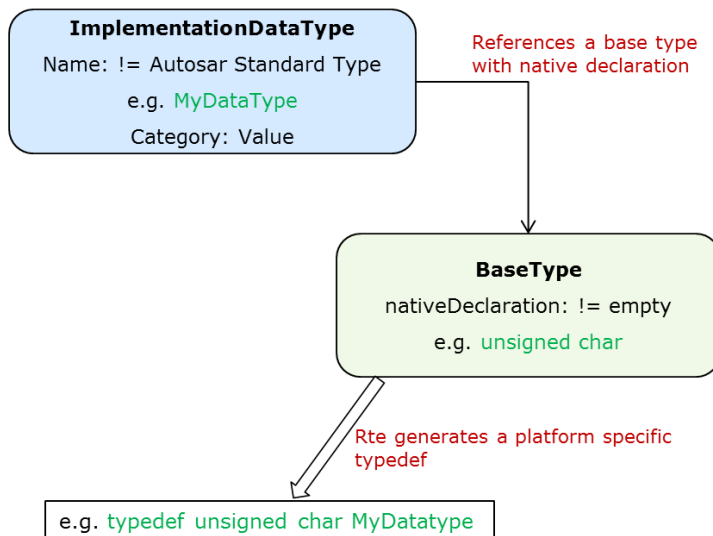 ImplementationDataType
Name: != Autosar Standard Type
e.g. MyDataType
Category: Value
References a base type
with native declaration
BaseType
nativeDeclaration: != empty
e.g. unsigned char
Rte generates a platform specific
typedef
e.g. typedef unsigned char MyDatatype